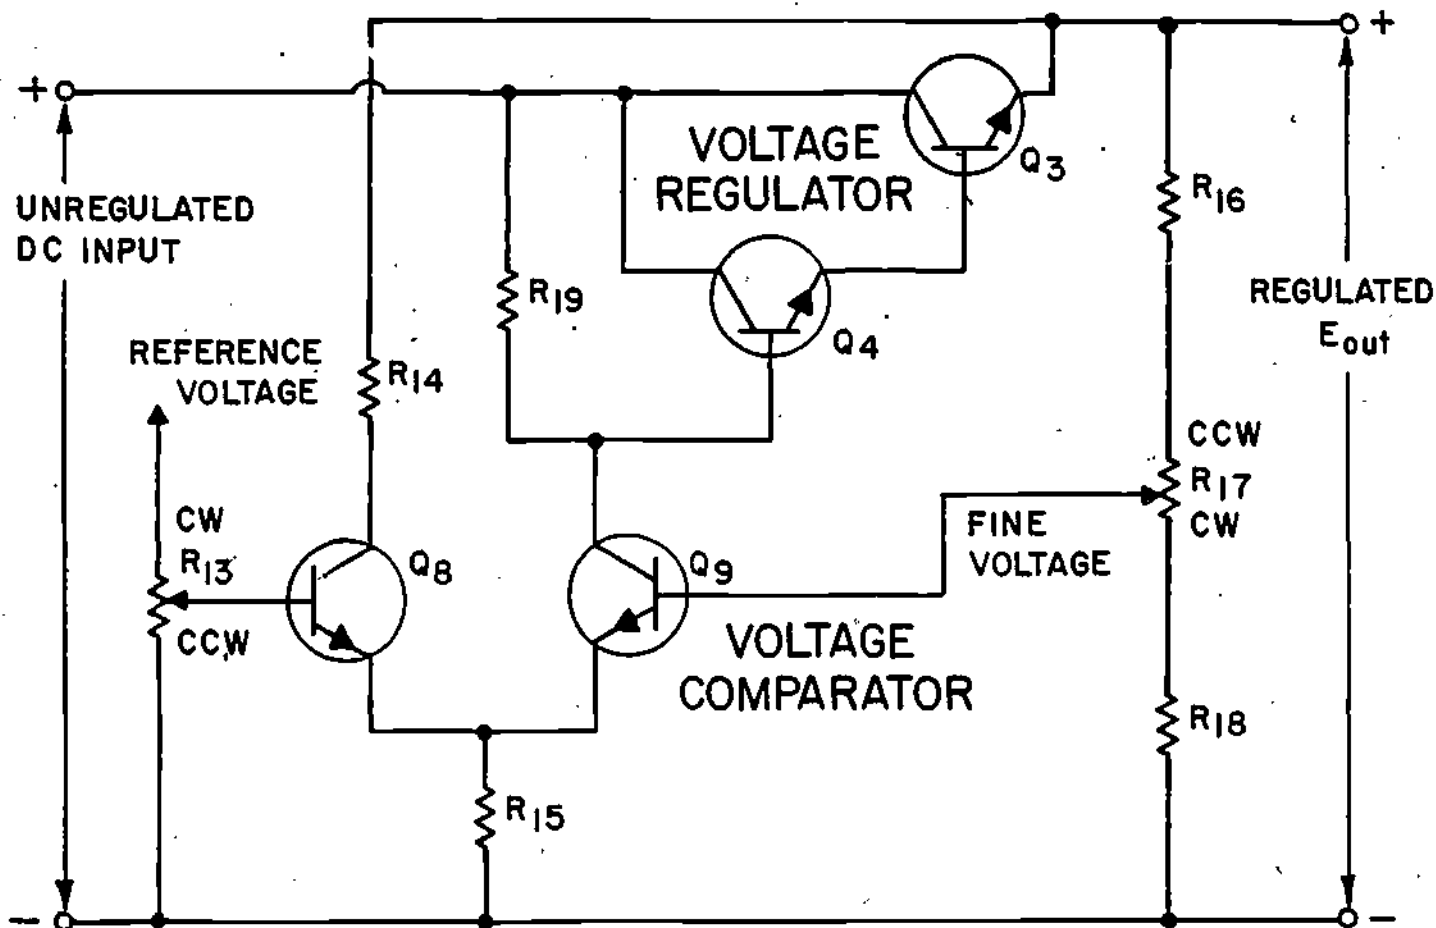 +
+
VOLTAGE
REGULATOR
Q3
R16
UNREGULATED
DC INPUT
R19
Q4
REGULATED
Eout
REFERENCE
VOLTAGE
R14
CCW
R17
CW
FINE
VOLTAGE
CW
R13
CCW
Q8
Q9
VOLTAGE
COMPARATOR
R18
R15
-
-